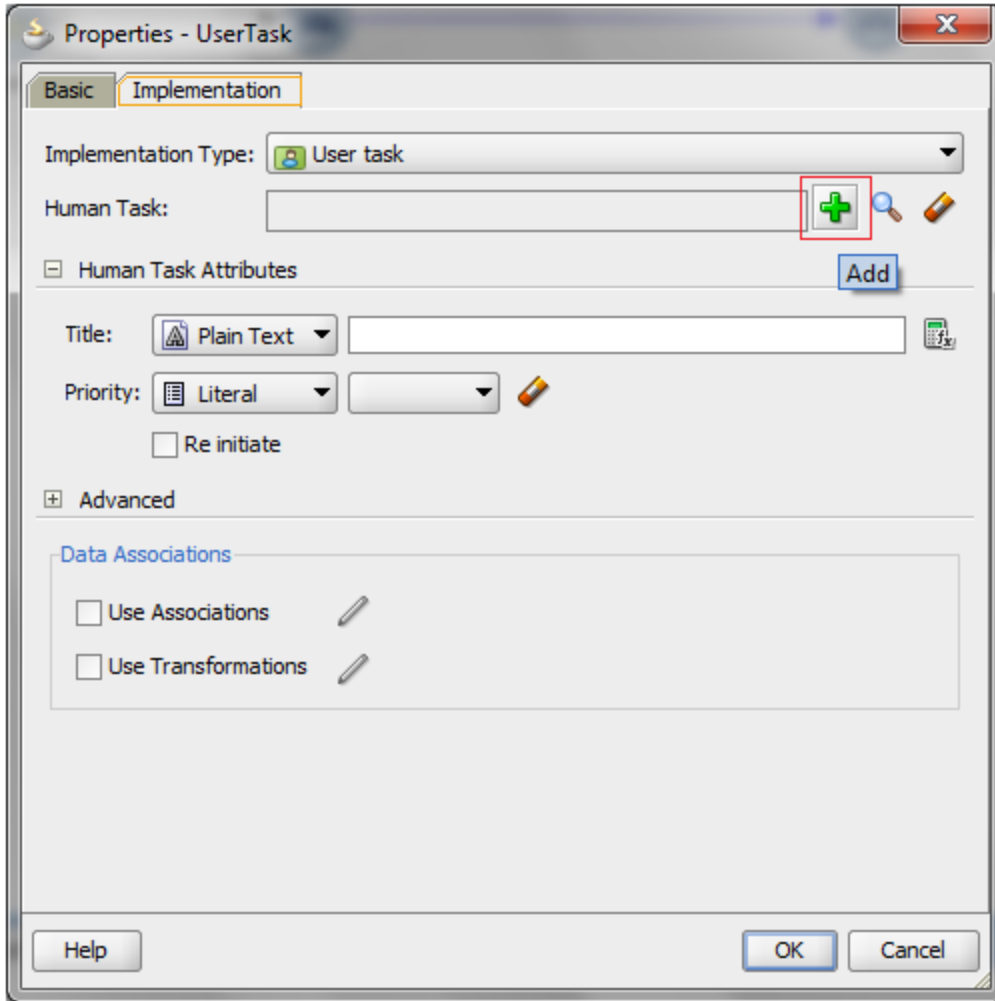 Properties - UserTask
Basic Implementation
Implementation Type: User task
Human Task:
Add
Human Task Attributes
Title: Plain Text
Priority: Literal
Re initiate
Advanced
Data Associations
Use Associations
Use Transformations
Help OK Cancel